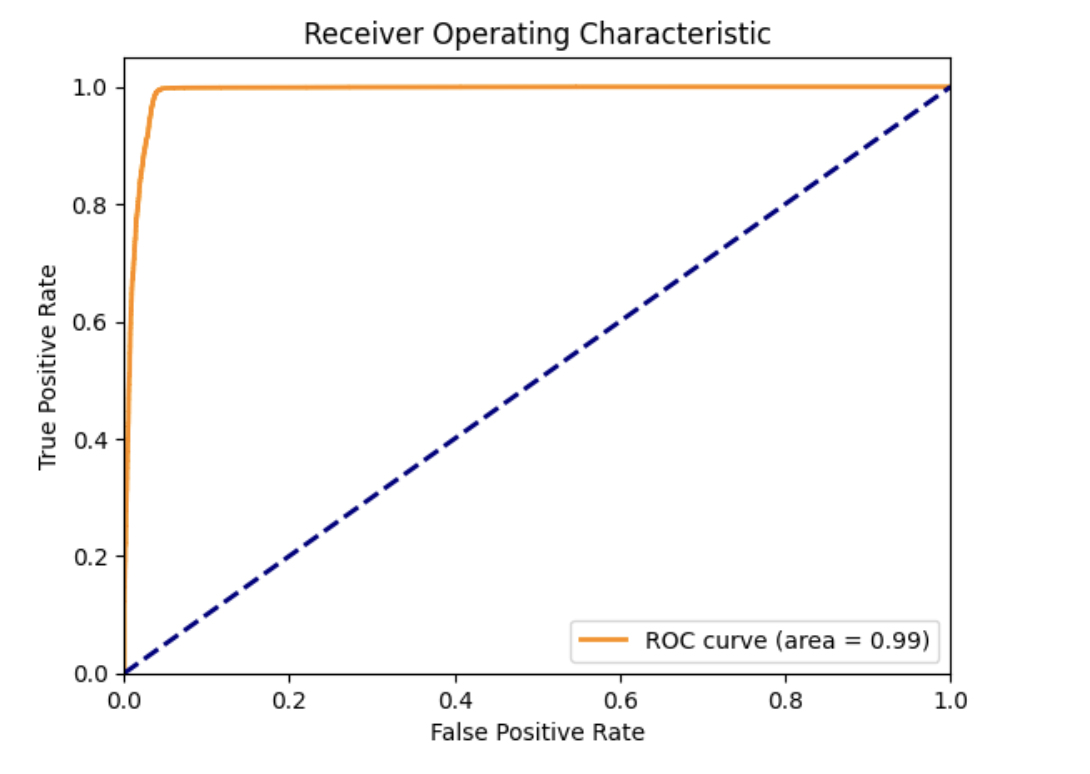 Receiver Operating Characteristic
1.0
0.8
0.6
0.4
0.2
0.0
True Positive Rate
ROC curve (area = 0.99)
0.0 0.2 0.4 0.6 0.8 1.0
False Positive Rate